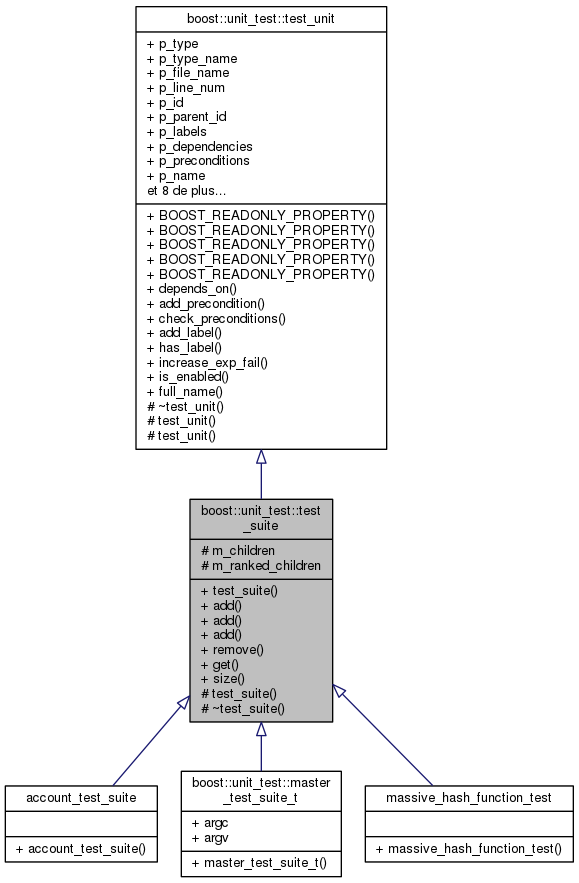 boost::unit_test::test_unit
+ p_type
+ p_type_name
+ p_file_name
+ p_line_num
+ p_id
+ p_parent_id
+ p_labels
+ p_dependencies
+ p_preconditions
+ p_name
et 8 de plus...
+ BOOST_READONLY_PROPERTY()
+ BOOST_READONLY_PROPERTY()
+ BOOST_READONLY_PROPERTY()
+ BOOST_READONLY_PROPERTY()
+ BOOST_READONLY_PROPERTY()
+ depends_on()
+ add_precondition()
+ check_preconditions()
+ add_label()
+ has_label()
+ increase_exp_fail()
+ is_enabled()
+ full_name()
# ~test_unit()
# test_unit()
# test_unit()
boost::unit_test::test
_suite
# m_children
# m_ranked_children
+ test_suite()
+ add()
+ add()
+ add()
+ remove()
+ get()
+ size()
# test_suite()
# ~test_suite()
account_test_suite
+ account_test_suite()
boost::unit_test::master
_test_suite_t
+ argc
+ argv
+ master_test_suite_t()
massive_hash_function_test
+ massive_hash_function_test()